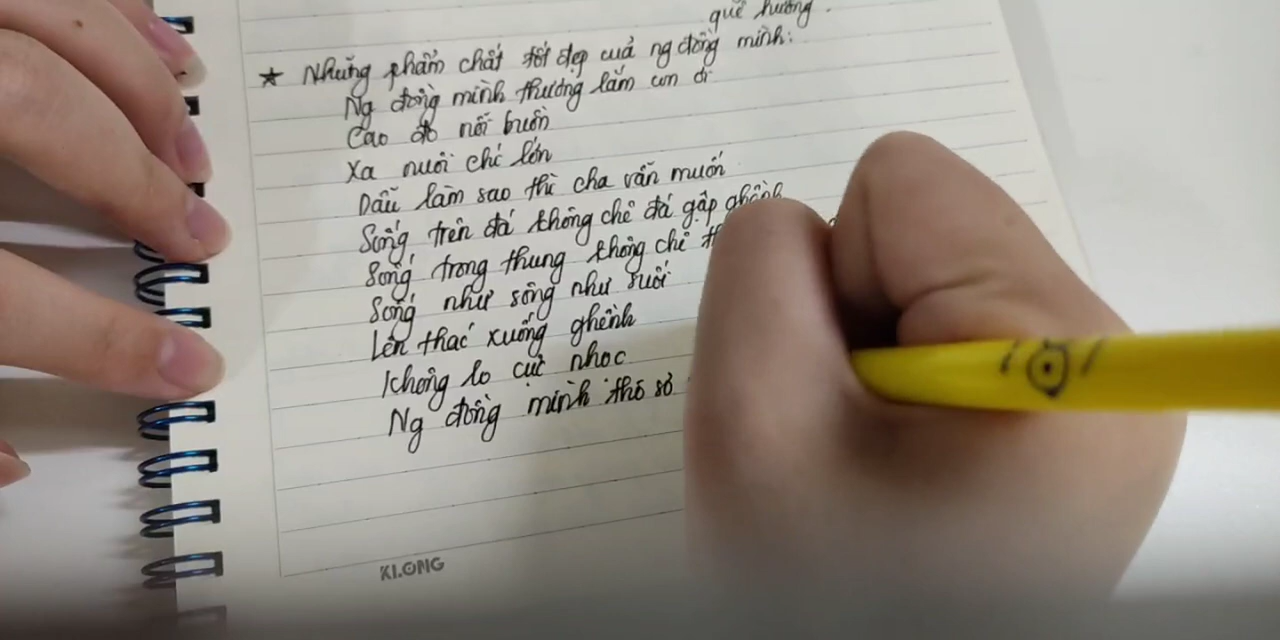 quê hương.
★ Những phẩm chất tốt đẹp cuả ng đồng mình:
Ng đồng mình thương lắm con ơi
Cao đo nỗi buồn
Xa nuôi chí lớn
Dẫu làm sao thì cha vẫn muốn
Sống trên đá không chê đá gập ghềnh
Sống trong thung không chê
Sống như sông như suối
Lên thác xuống ghềnh
Không lo cực nhọc
Ng đồng mình thô sơ
KLONG